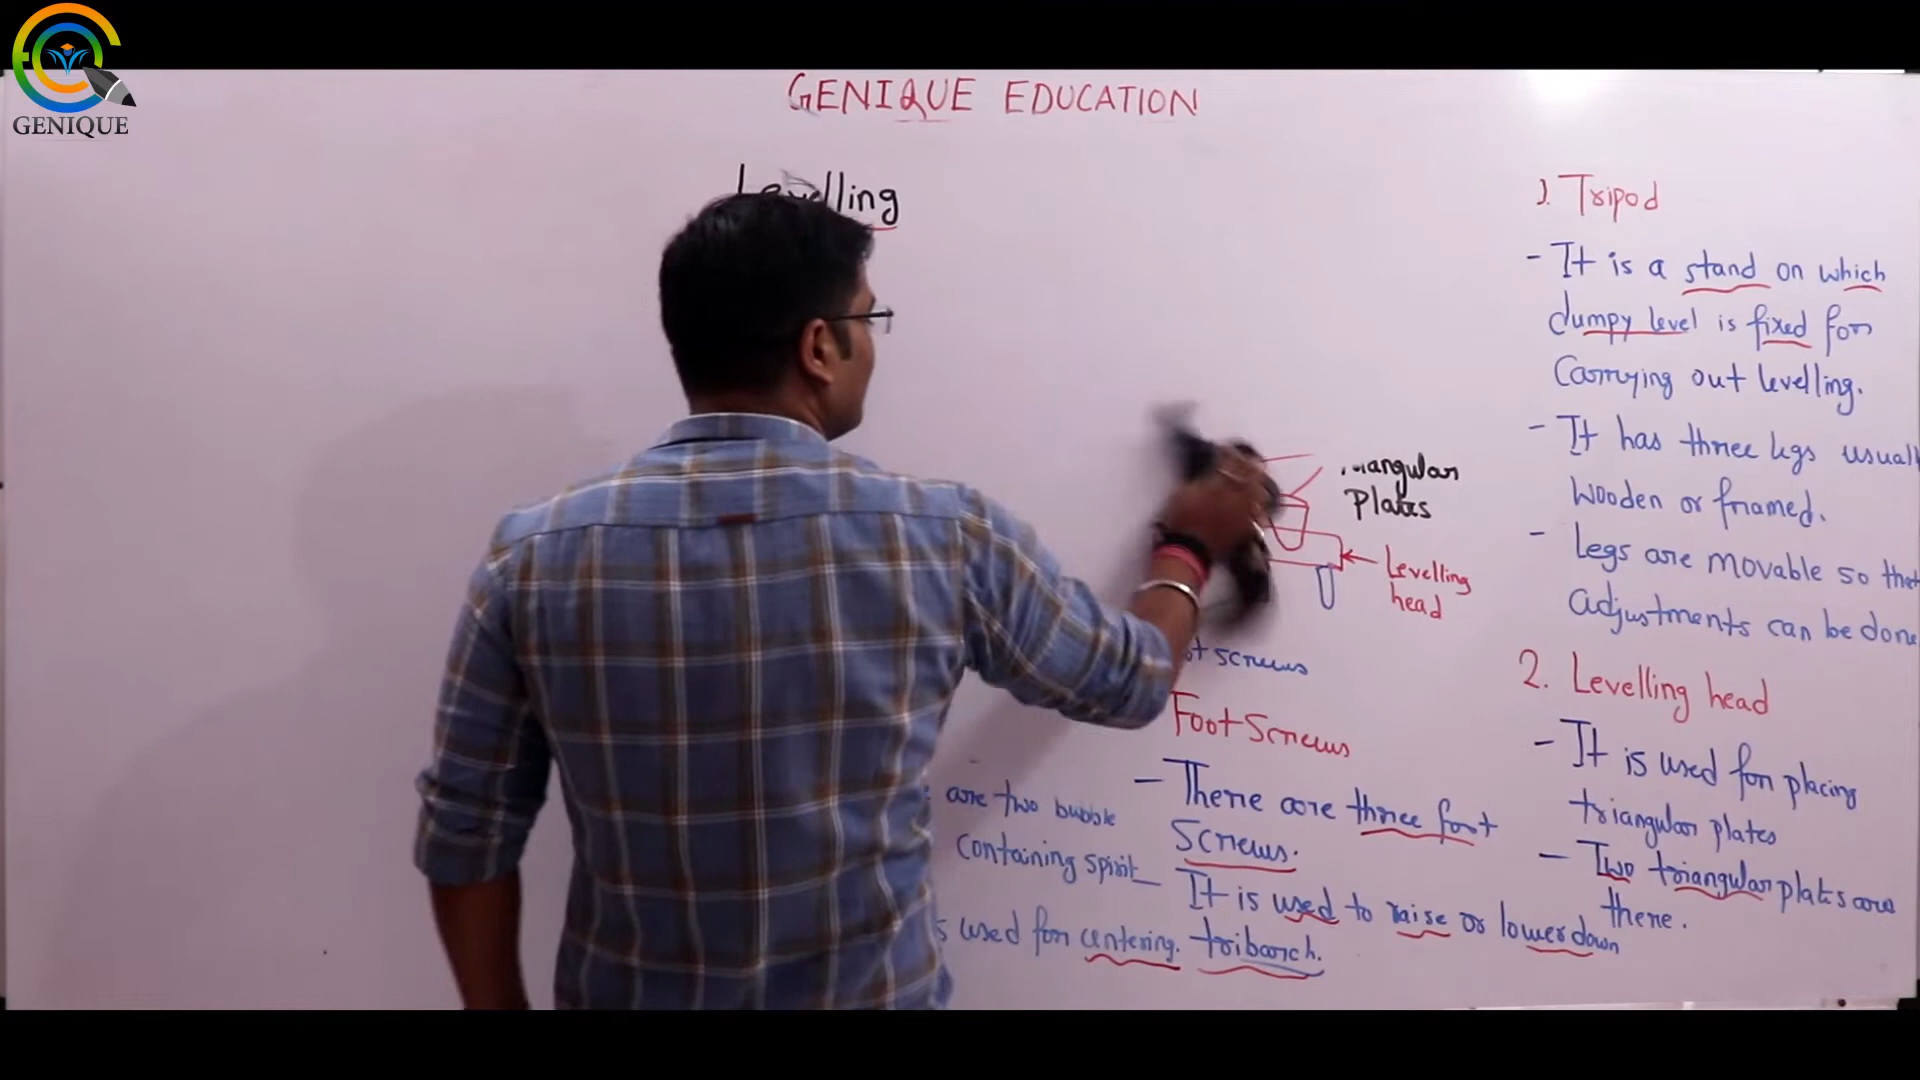 GENIQUE
GENIQUE EDUCATION
Levelling
Plates
Levelling
head
screws
Foot Screws
- There are three foot
Screws.
- It is used to raise or lower down
tribarch.
are two bubble
containing spirit
used for centering.
1. Tripod
- It is a stand on which
dumpy level is fixed for
Carrying out levelling.
- It has three legs usuall
wooden or framed.
- Legs are movable so that
adjustments can be done
2. Levelling head
- It is used for placing
triangular plates
- Two triangular plates are
there.